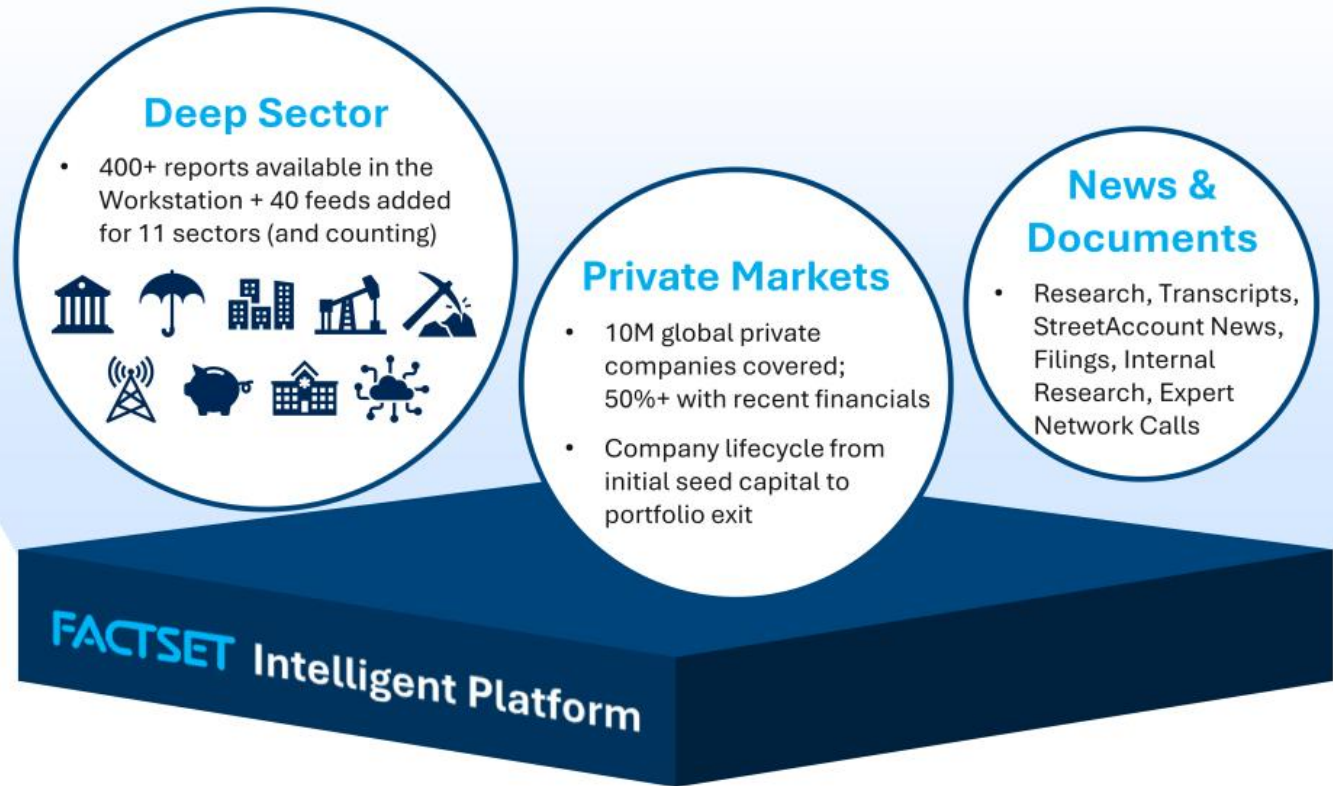 Deep Sector
• 400+ reports available in the
Workstation + 40 feeds added
for 11 sectors (and counting)
Private Markets
• 10M global private
companies covered;
50%+ with recent financials
• Company lifecycle from
initial seed capital to
portfolio exit
News &
Documents
• Research, Transcripts,
StreetAccount News,
Filings, Internal
Research, Expert
Network Calls
FACTSET Intelligent Platform